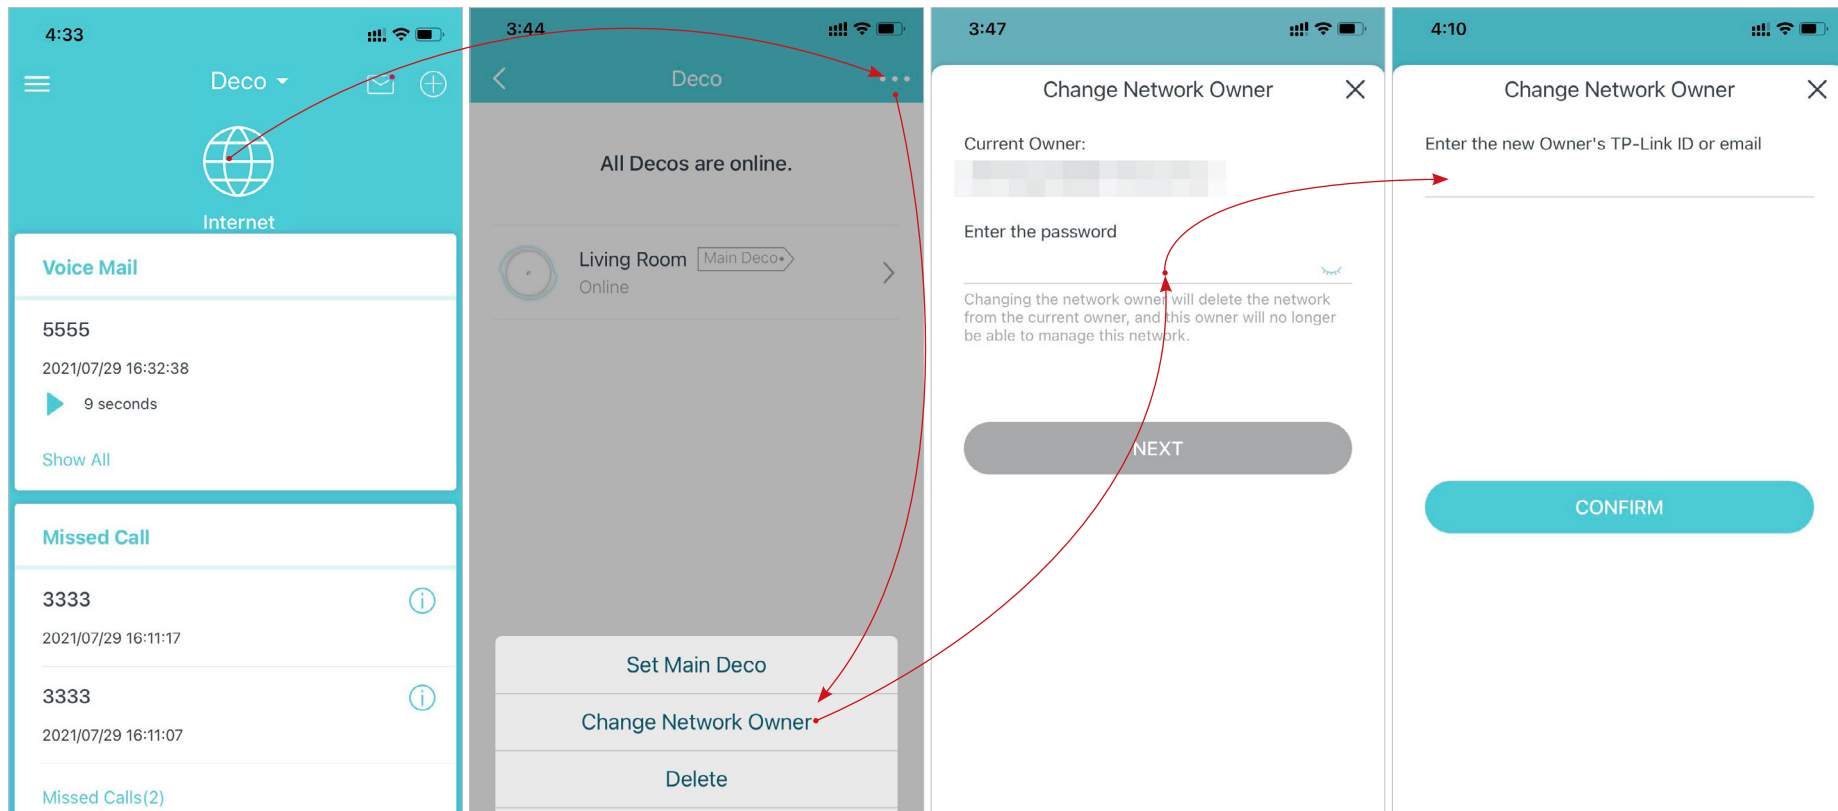 4:33
Deco
Internet
Voice Mail
5555
2021/07/29 16:32:38
9 seconds
Show All
Missed Call
3333
2021/07/29 16:11:17
3333
2021/07/29 16:11:07
Missed Calls(2)
3:44
Deco
All Decos are online.
Living Room Main Deco
Online
Set Main Deco
Change Network Owner
Delete
3:47
Change Network Owner
Current Owner:
Enter the password
Changing the network owner will delete the network
from the current owner, and this owner will no longer
be able to manage this network.
NEXT
4:10
Change Network Owner
Enter the new Owner's TP-Link ID or email
CONFIRM